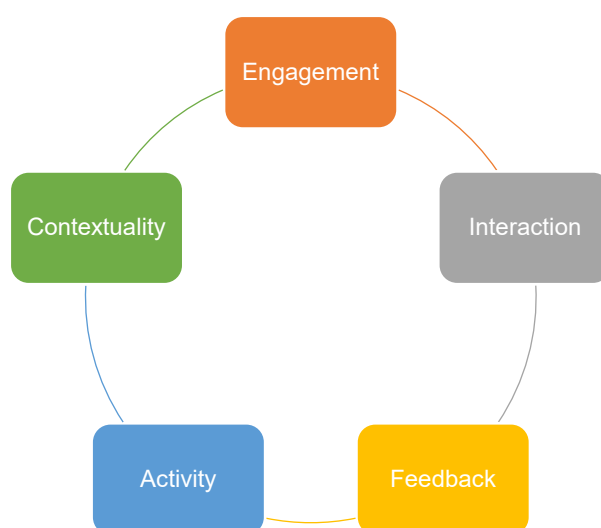 Engagement
Contextuality
Interaction
Activity
Feedback